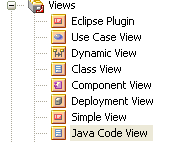 Views
Eclipse Plugin
Use Case View
Dynamic View
Class View
Component View
Deployment View
Simple View
Java Code View